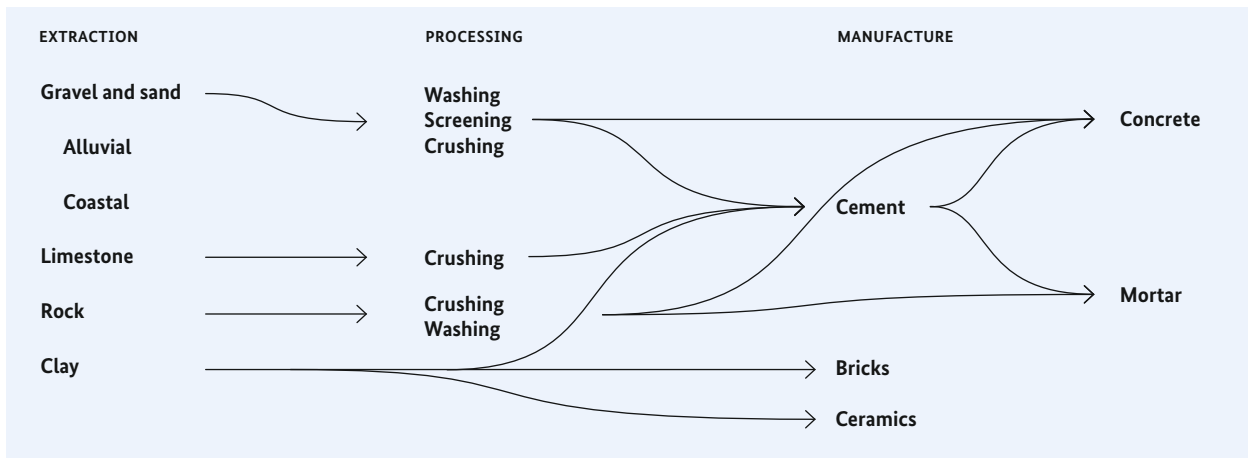 EXTRACTION
PROCESSING
MANUFACTURE
Gravel and sand
Alluvial
Coastal
Limestone
Rock
Clay
Washing
Screening
Crushing
Crushing
Crushing
Washing
Cement
Bricks
Ceramics
Concrete
Mortar